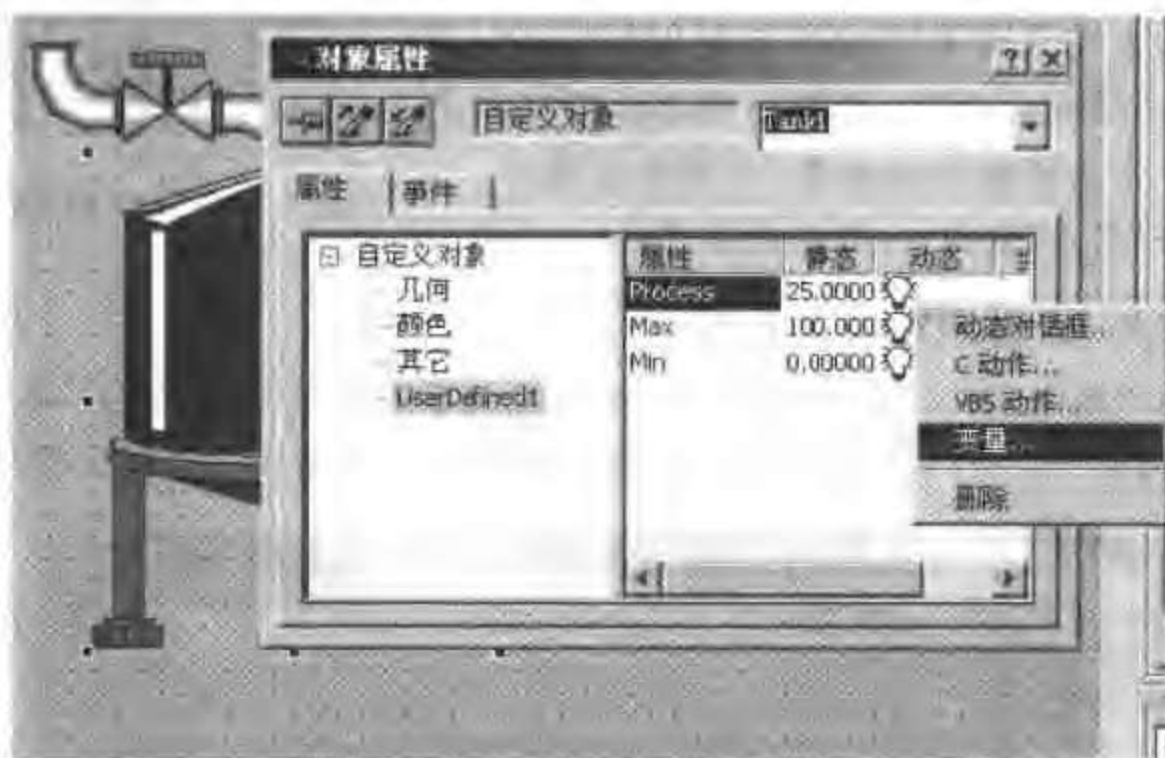 对象属性
自定义对象
属性 事件
自定义对象
几何
颜色
其它
UserDefined1
属性 静态 动态
Process 25.0000
Max 100.000
Min 0.00000
动态对话框...
C 动作...
VBS 动作...
变量...
删除